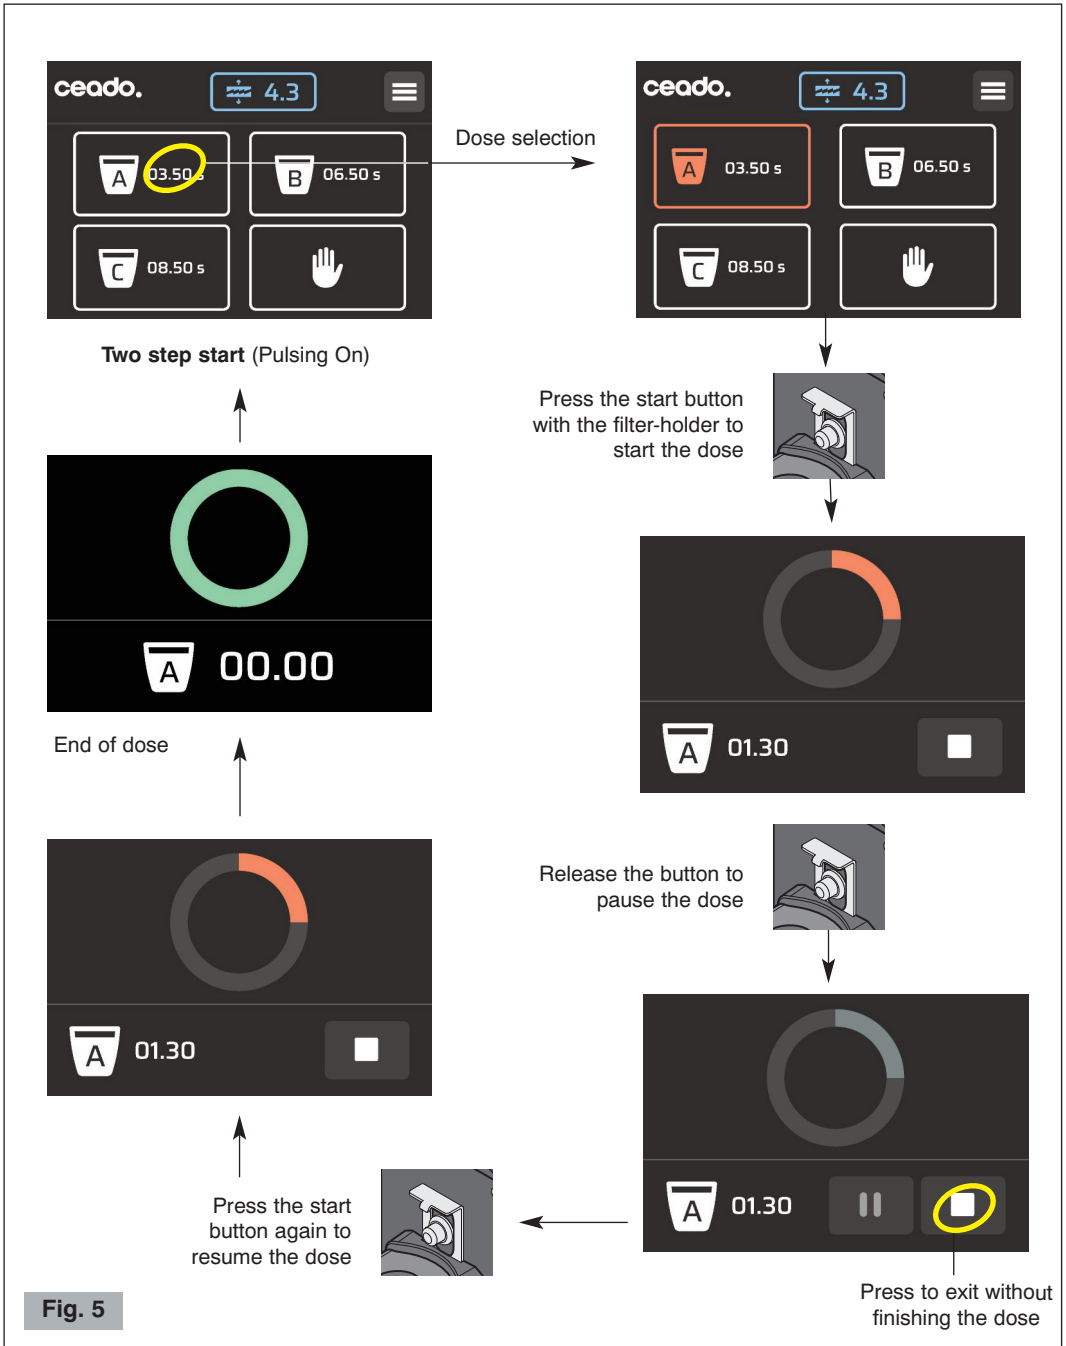 ceado.
4.3
A 03.50 s
B 06.50 s
C 08.50 s
Two step start (Pulsing On)
Dose selection
ceado.
4.3
A 03.50 s
B 06.50 s
C 08.50 s
Press the start button
with the filter-holder to
start the dose
A 01.30
Release the button to
pause the dose
A 01.30
Press to exit without
finishing the dose
Press the start
button again to
resume the dose
A 01.30
End of dose
A 00.00
Fig. 5